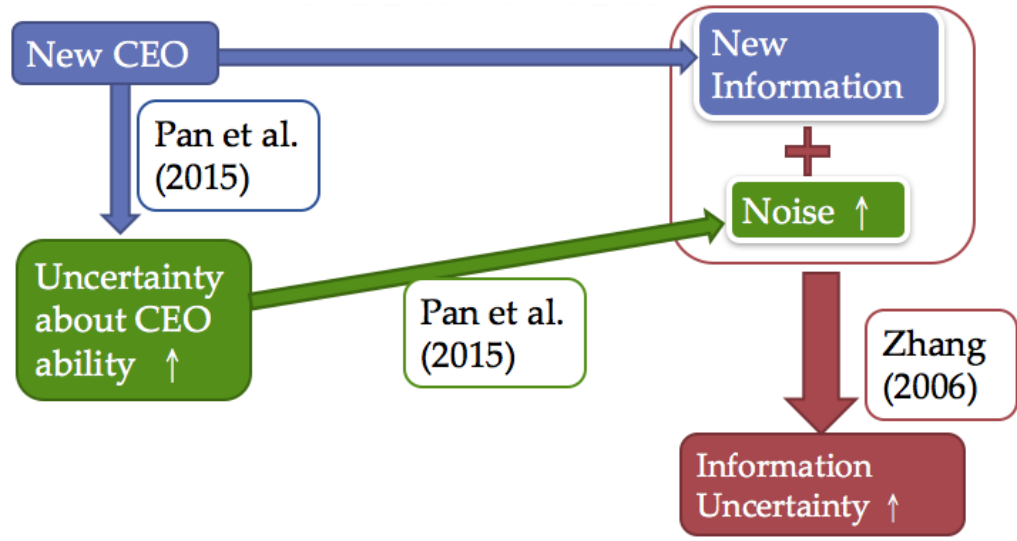 New CEO
New
Information
Pan et al.
(2015)
+
Noise ↑
Uncertainty
about CEO
ability ↑
Pan et al.
(2015)
Zhang
(2006)
Information
Uncertainty ↑